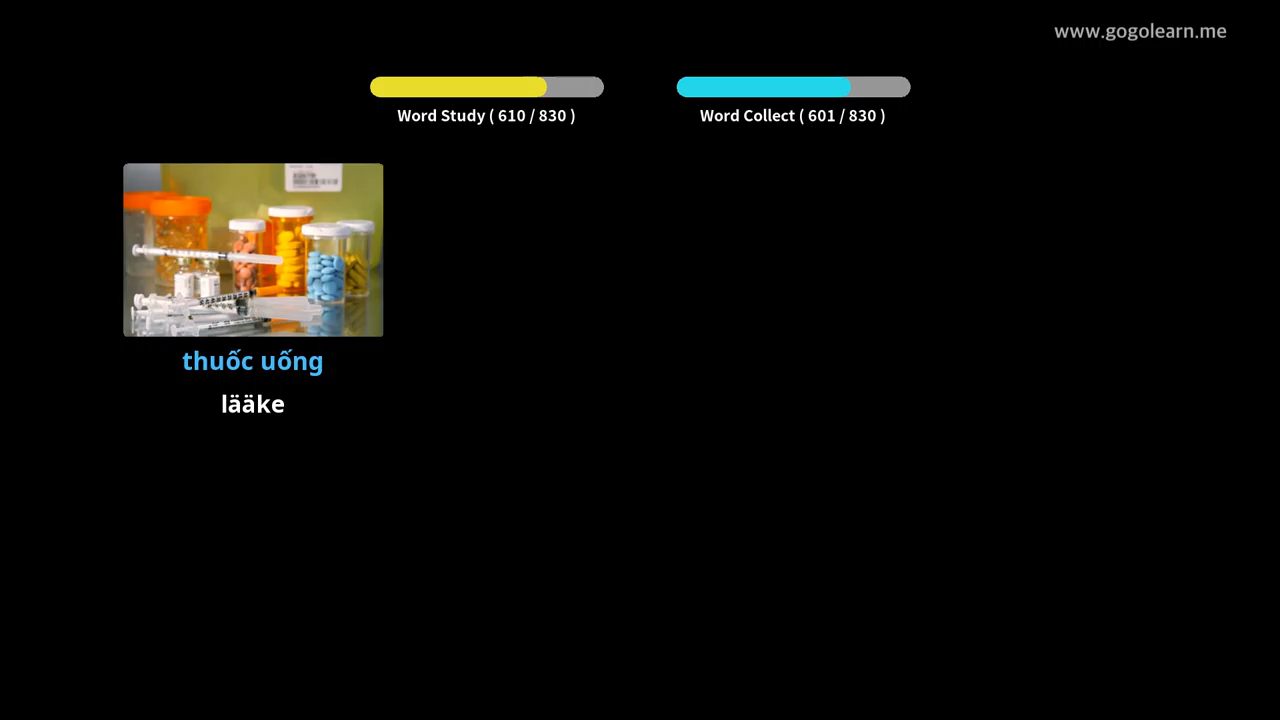 www.gogolearn.me
Word Study ( 610 / 830 )
Word Collect ( 601 / 830 )
thuốc uống
lääke